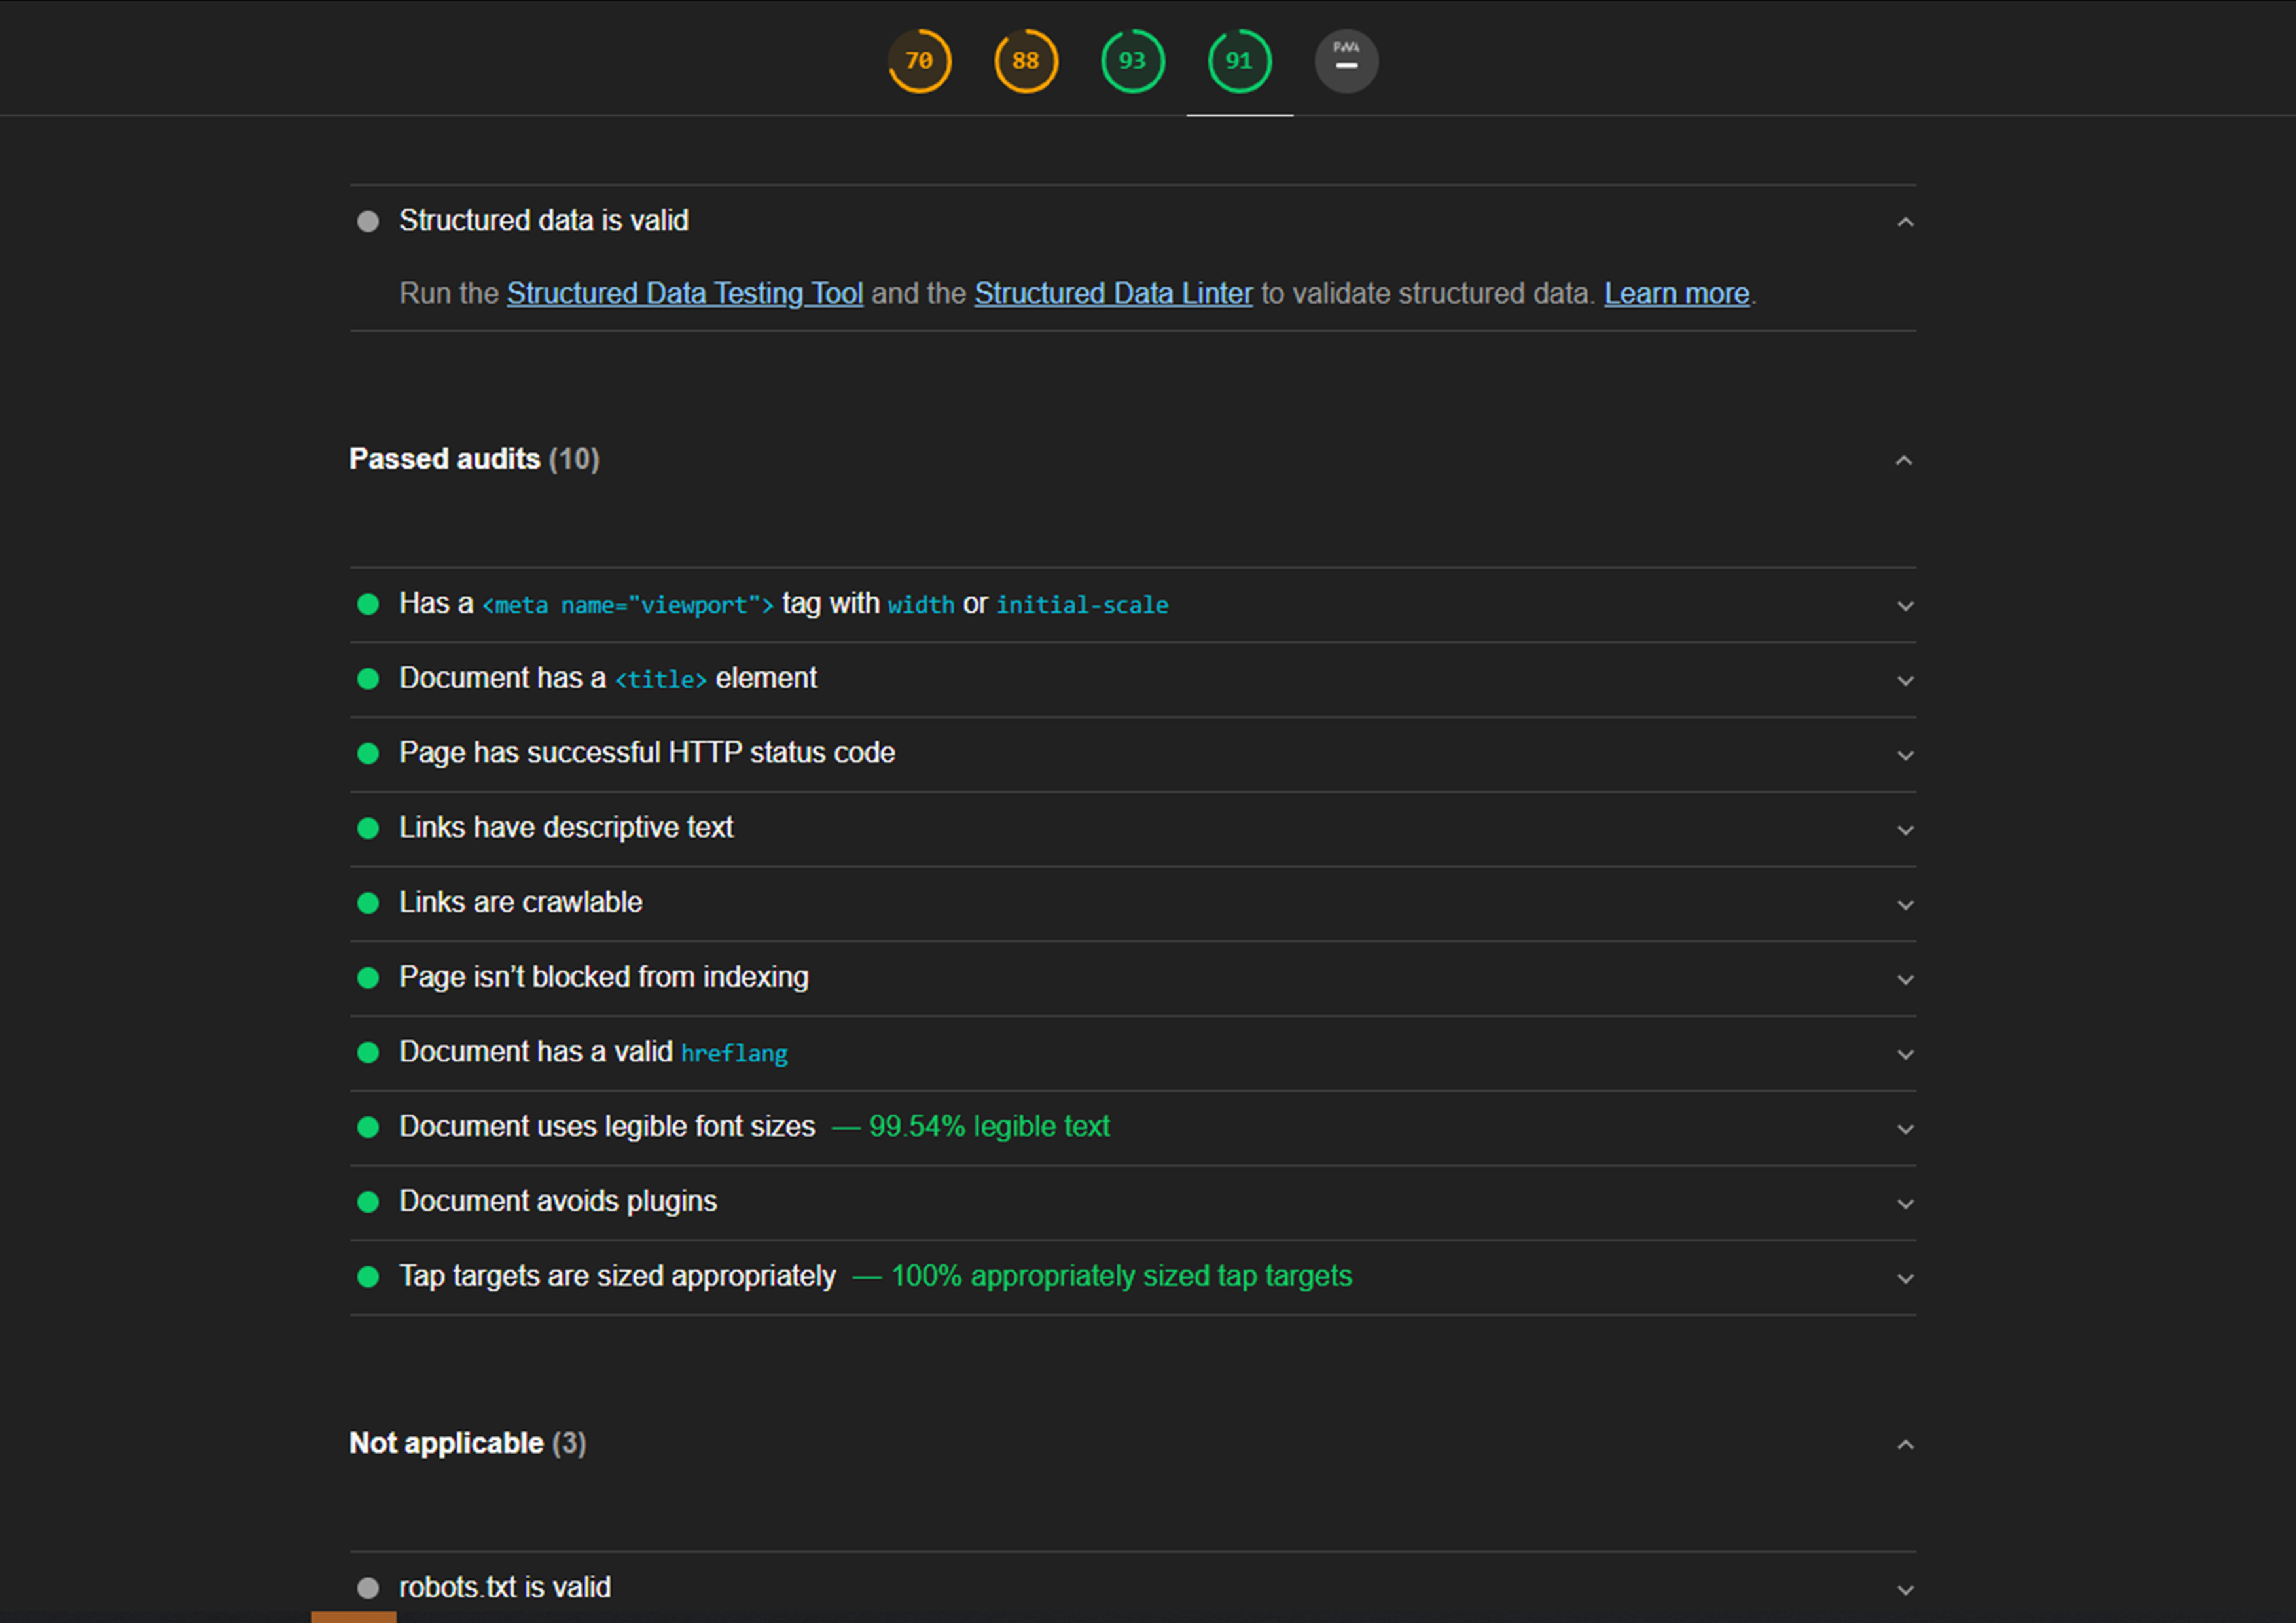 70 88 93 91 PWA
Structured data is valid
Run the Structured Data Testing Tool and the Structured Data Linter to validate structured data. Learn more.
Passed audits (10)
Has a <meta name="viewport"> tag with width or initial-scale
Document has a <title> element
Page has successful HTTP status code
Links have descriptive text
Links are crawlable
Page isn’t blocked from indexing
Document has a valid hreflang
Document uses legible font sizes — 99.54% legible text
Document avoids plugins
Tap targets are sized appropriately — 100% appropriately sized tap targets
Not applicable (3)
robots.txt is valid